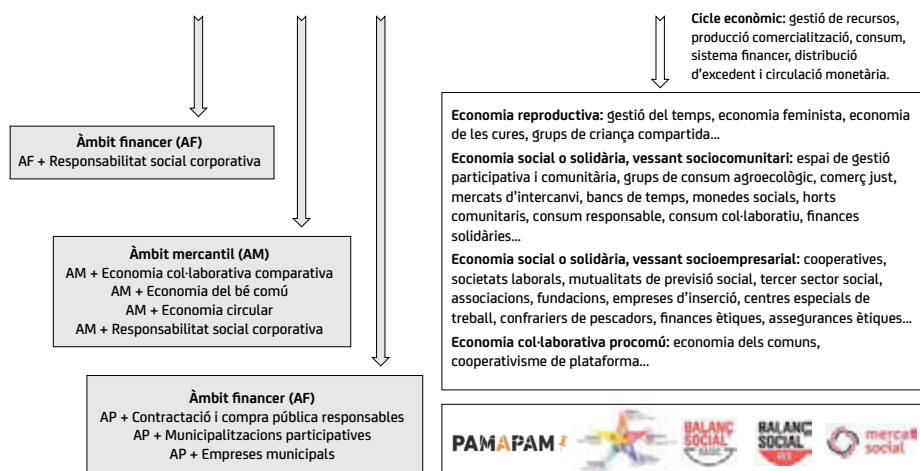 Cicle econòmic: gestió de recursos,
producció comercialització, consum,
sistema financer, distribució
d'excedent i circulació monetària.
Àmbit financer (AF)
AF + Responsabilitat social corporativa
Àmbit mercantil (AM)
AM + Economia col·laborativa comparativa
AM + Economia del bé comú
AM + Economia circular
AM + Responsabilitat social corporativa
Àmbit financer (AF)
AP + Contractació i compra pública responsables
AP + Municipalitzacions participatives
AP + Empreses municipals
Economia reproductiva: gestió del temps, economia feminista, economia
de les cures, grups de criança compartida...
Economia social o solidària, vessant sociocomunitari: espai de gestió
participativa i comunitària, grups de consum agroecològic, comerç just,
mercats d'intercanvi, bancs de temps, monedes socials, horts
comunitaris, consum responsable, consum col·laboratiu, finances
solidàries...
Economia social o solidària, vessant socioempresarial: cooperatives,
societats laborals, mutualitats de previsió social, tercer sector social,
associacions, fundacions, empreses d'inserció, centres especials de
treball, confrariers de pescadors, finances ètiques, assegurances ètiques...
Economia col·laborativa procomú: economia dels comuns,
cooperativisme de plataforma...
PAMAPAM
BALANÇ
SOCIAL
BALANÇ
SOCIAL
mercat
social